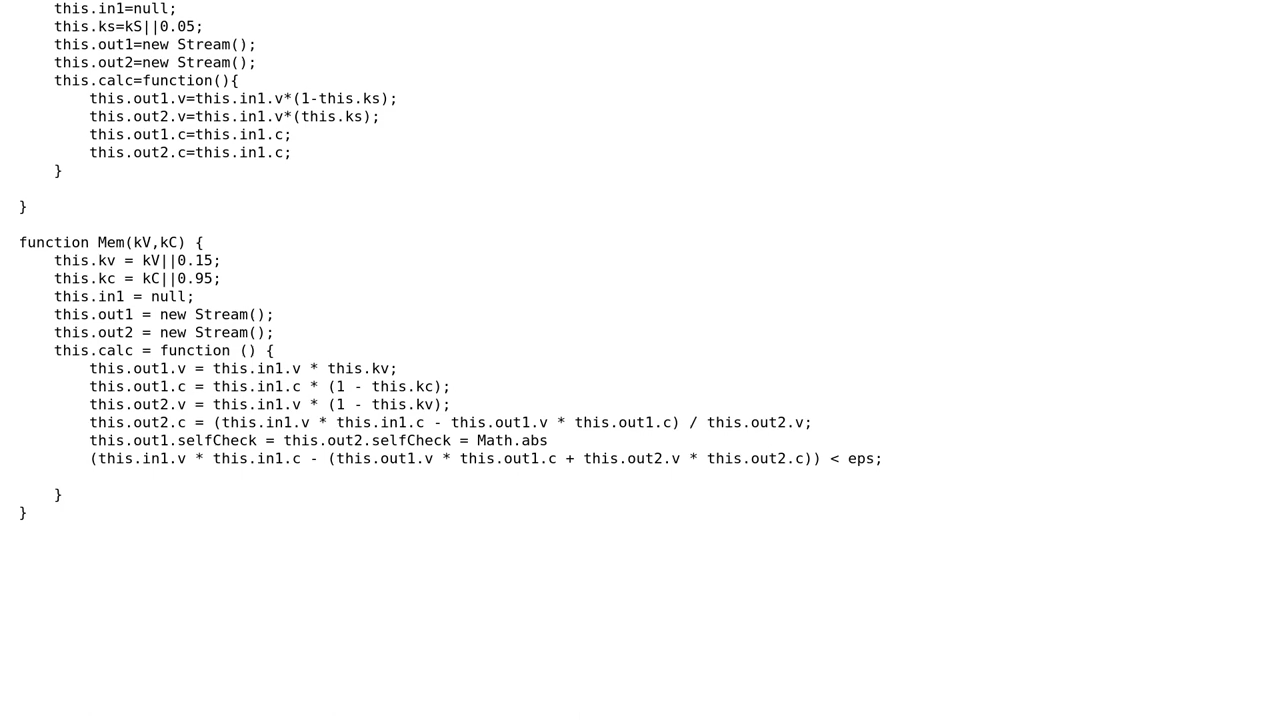 this.in1=null;
this.ks=kS||0.05;
this.out1=new Stream();
this.out2=new Stream();
this.calc=function(){
this.out1.v=this.in1.v*(1-this.ks);
this.out2.v=this.in1.v*(this.ks);
this.out1.c=this.in1.c;
this.out2.c=this.in1.c;
}
}
function Mem(kV,kC) {
this.kv = kV||0.15;
this.kc = kC||0.95;
this.in1 = null;
this.out1 = new Stream();
this.out2 = new Stream();
this.calc = function () {
this.out1.v = this.in1.v * this.kv;
this.out1.c = this.in1.c * (1 - this.kc);
this.out2.v = this.in1.v * (1 - this.kv);
this.out2.c = (this.in1.v * this.in1.c - this.out1.v * this.out1.c) / this.out2.v;
this.out1.selfCheck = this.out2.selfCheck = Math.abs
(this.in1.v * this.in1.c - (this.out1.v * this.out1.c + this.out2.v * this.out2.c)) < eps;
}
}